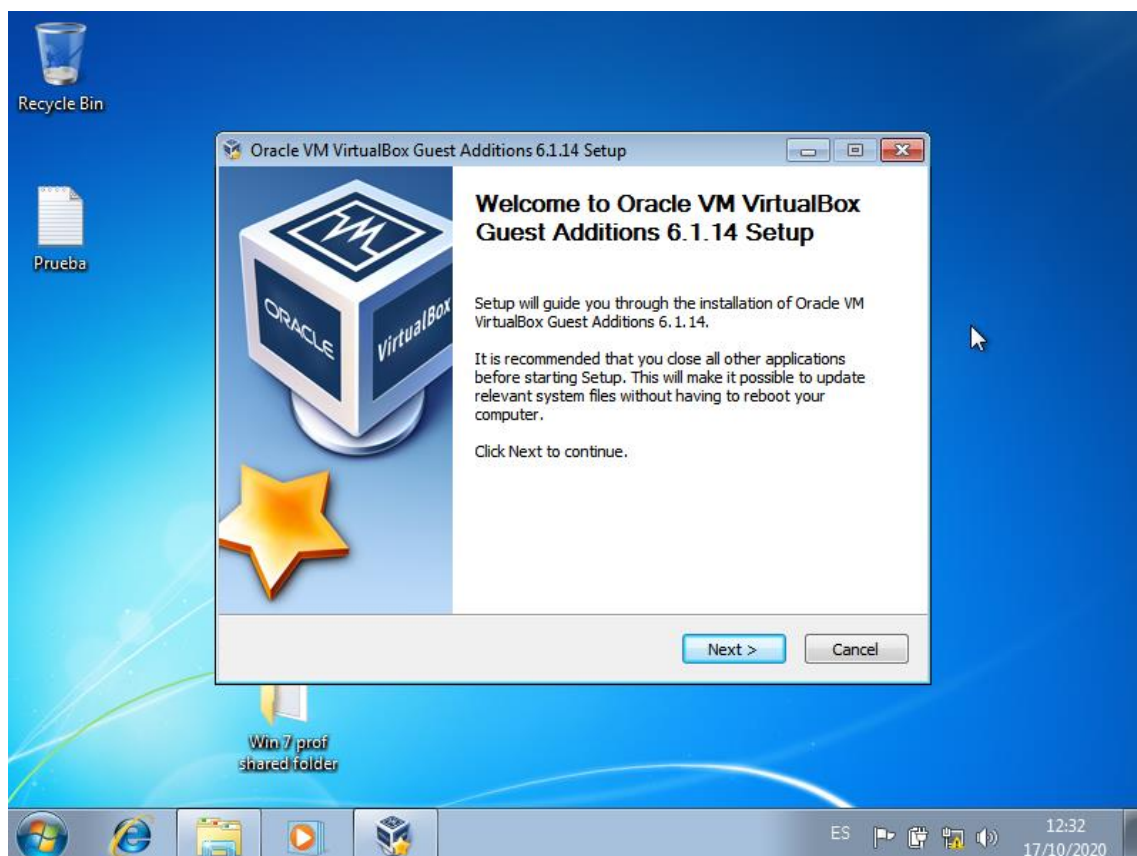 Recycle Bin
Oracle VM VirtualBox Guest Additions 6.1.14 Setup
Prueba
ORACLE
VirtualBox
Welcome to Oracle VM VirtualBox
Guest Additions 6.1.14 Setup
Setup will guide you through the installation of Oracle VM
VirtualBox Guest Additions 6.1.14.
It is recommended that you close all other applications
before starting Setup. This will make it possible to update
relevant system files without having to reboot your
computer.
Click Next to continue.
Next >
Cancel
Win 7 prof
shared folder
ES
12:32
17/10/2020